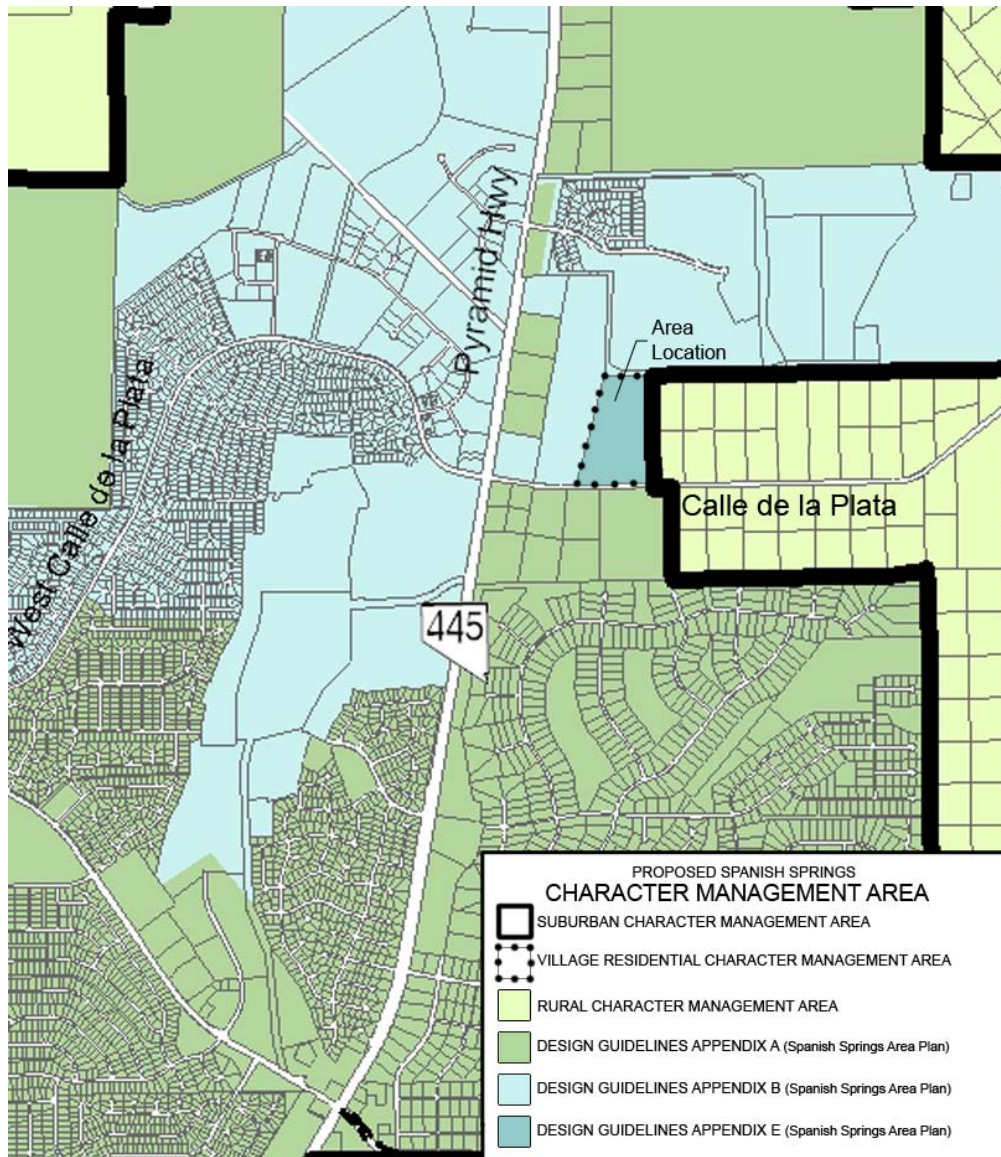 Pyramid Hwy
Area
Location
West Calle de la Plata
Calle de la Plata
445
PROPOSED SPANISH SPRINGS
CHARACTER MANAGEMENT AREA
SUBURBAN CHARACTER MANAGEMENT AREA
VILLAGE RESIDENTIAL CHARACTER MANAGEMENT AREA
RURAL CHARACTER MANAGEMENT AREA
DESIGN GUIDELINES APPENDIX A (Spanish Springs Area Plan)
DESIGN GUIDELINES APPENDIX B (Spanish Springs Area Plan)
DESIGN GUIDELINES APPENDIX E (Spanish Springs Area Plan)